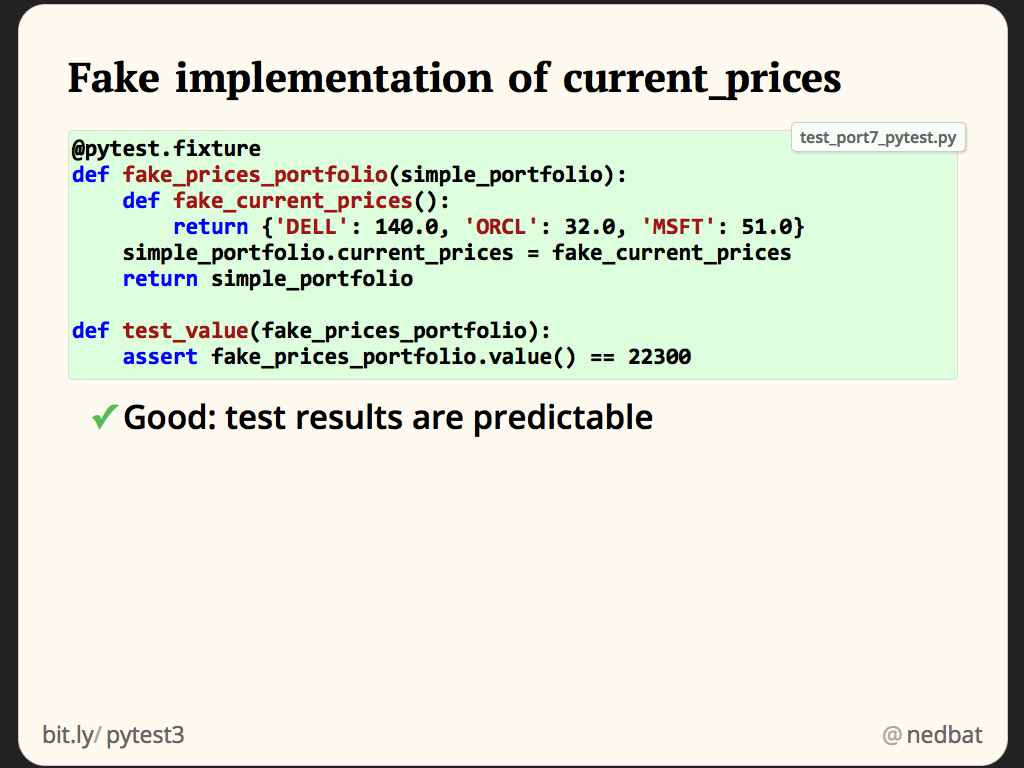 Fake implementation of current_prices
test_port7_pytest.py
@pytest.fixture
def fake_prices_portfolio(simple_portfolio):
    def fake_current_prices():
        return {'DELL': 140.0, 'ORCL': 32.0, 'MSFT': 51.0}
    simple_portfolio.current_prices = fake_current_prices
    return simple_portfolio

def test_value(fake_prices_portfolio):
    assert fake_prices_portfolio.value() == 22300
✓Good: test results are predictable
bit.ly/pytest3
@nedbat